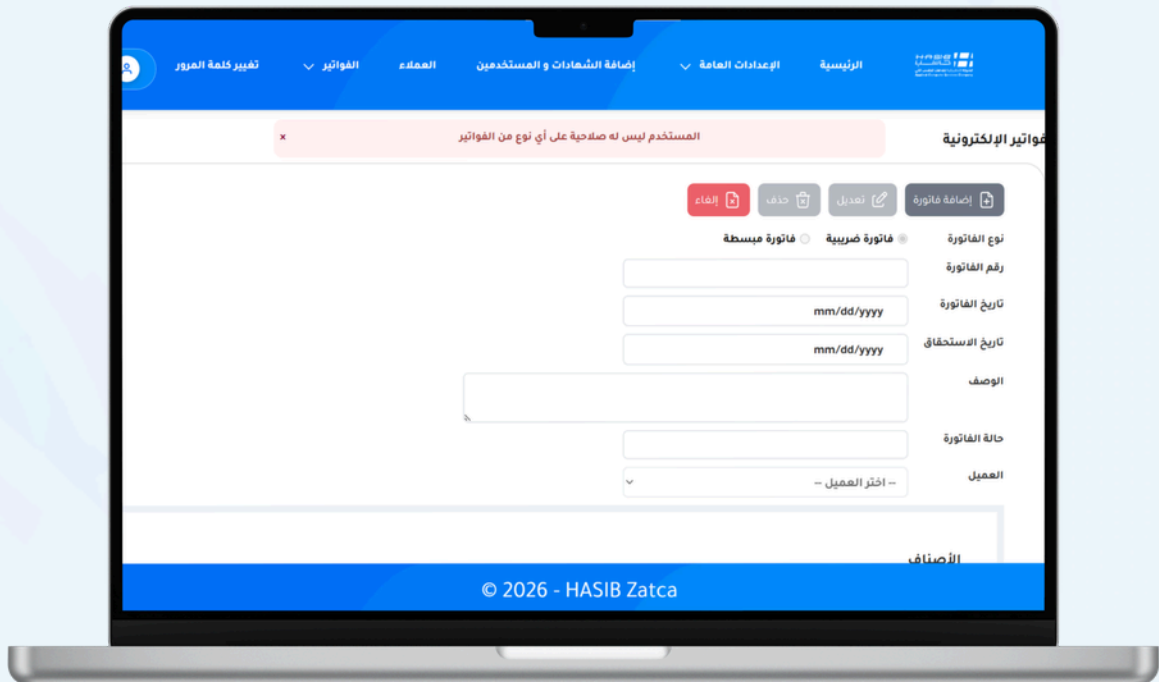 HASIB
الرئيسية
الإعدادات العامة
إضافة الشهادات و المستخدمين
العملاء
الفواتير
تغيير كلمة المرور
فواتير الإلكترونية
المستخدم ليس له صلاحية على أي نوع من الفواتير
x
إضافة فاتورة
تعديل
حذف
إلغاء
نوع الفاتورة
فاتورة ضريبية
فاتورة مبسطة
رقم الفاتورة
تاريخ الفاتورة
mm/dd/yyyy
تاريخ الاستحقاق
mm/dd/yyyy
الوصف
حالة الفاتورة
العميل
-- اختر العميل --
الأصناف
© 2026 - HASIB Zatca